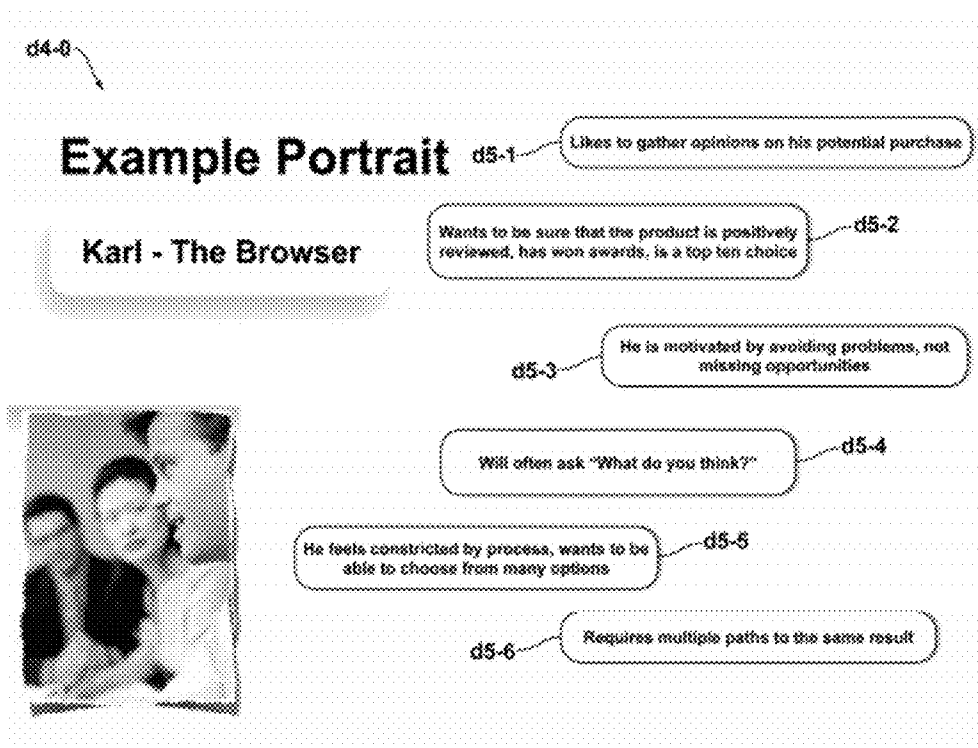 d4-0
Example Portrait
d5-1
Likes to gather opinions on his potential purchase
Karl - The Browser
Wants to be sure that the product is positively
reviewed, has won awards, is a top ten choice
d5-2
He is motivated by avoiding problems, not
missing opportunities
d5-3
Will often ask "What do you think?"
d5-4
He feels constricted by process, wants to be
able to choose from many options
d5-5
Requires multiple paths to the same result
d5-6